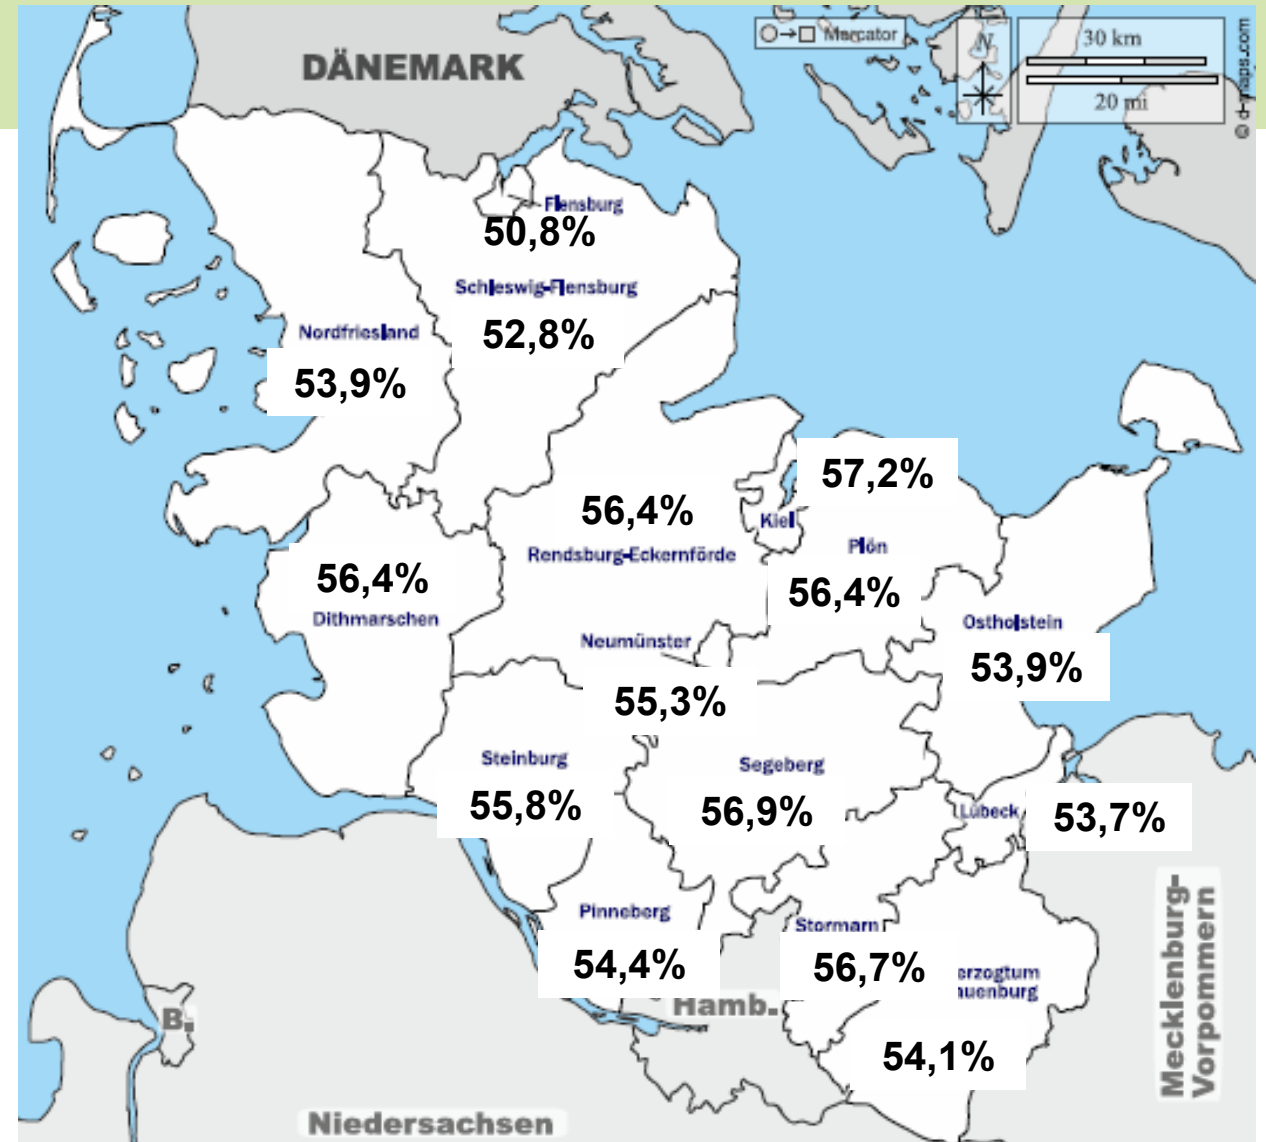 DÄNEMARK
Mercator
N
30 km
20 mi
© d-maps.com
Flensburg
50,8%
Schleswig-Flensburg
52,8%
Nordfriesland
53,9%
57,2%
56,4%
Kiel
Rendsburg-Eckernförde
Plön
56,4%
56,4%
Dithmarschen
Ostholstein
53,9%
Neumünster
55,3%
Steinburg
55,8%
Segeberg
56,9%
Lübeck
53,7%
Pinneberg
54,4%
Stormarn
56,7%
erzogtum
auenburg
54,1%
Hamb.
B.
Niedersachsen
Mecklenburg-
Vorpommern